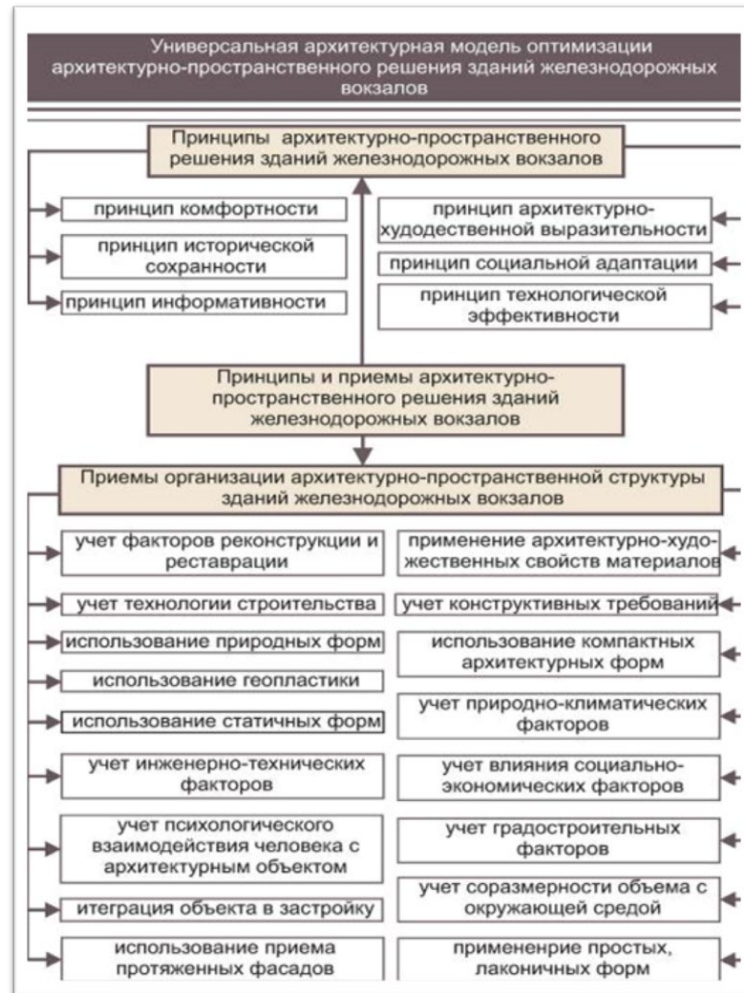 Универсальная архитектурная модель оптимизации
архитектурно-пространственного решения зданий железнодорожных
вокзалов
Принципы архитектурно-пространственного
решения зданий железнодорожных вокзалов
принцип комфортности
принцип исторической
сохранности
принцип информативности
принцип архитектурно-
худодественной выразительности
принцип социальной адаптации
принцип технологической
эффективности
Принципы и приемы архитектурно-
пространственного решения зданий
железнодорожных вокзалов
Приемы организации архитектурно-пространственной структуры
зданий железнодорожных вокзалов
учет факторов реконструкции и
реставрации
учет технологии строительства
использование природных форм
использование геопластики
использование статичных форм
учет инженерно-технических
факторов
учет психологического
взаимодействия человека с
архитектурным объектом
итеграция объекта в застройку
использование приема
протяженных фасадов
применение архитектурно-худо-
жественных свойств материалов
учет конструктивных требований
использование компактных
архитектурных форм
учет природно-климатических
факторов
учет влияния социально-
экономических факторов
учет градостроительных
факторов
учет соразмерности объема с
окружающей средой
примененрие простых,
лаконичных форм